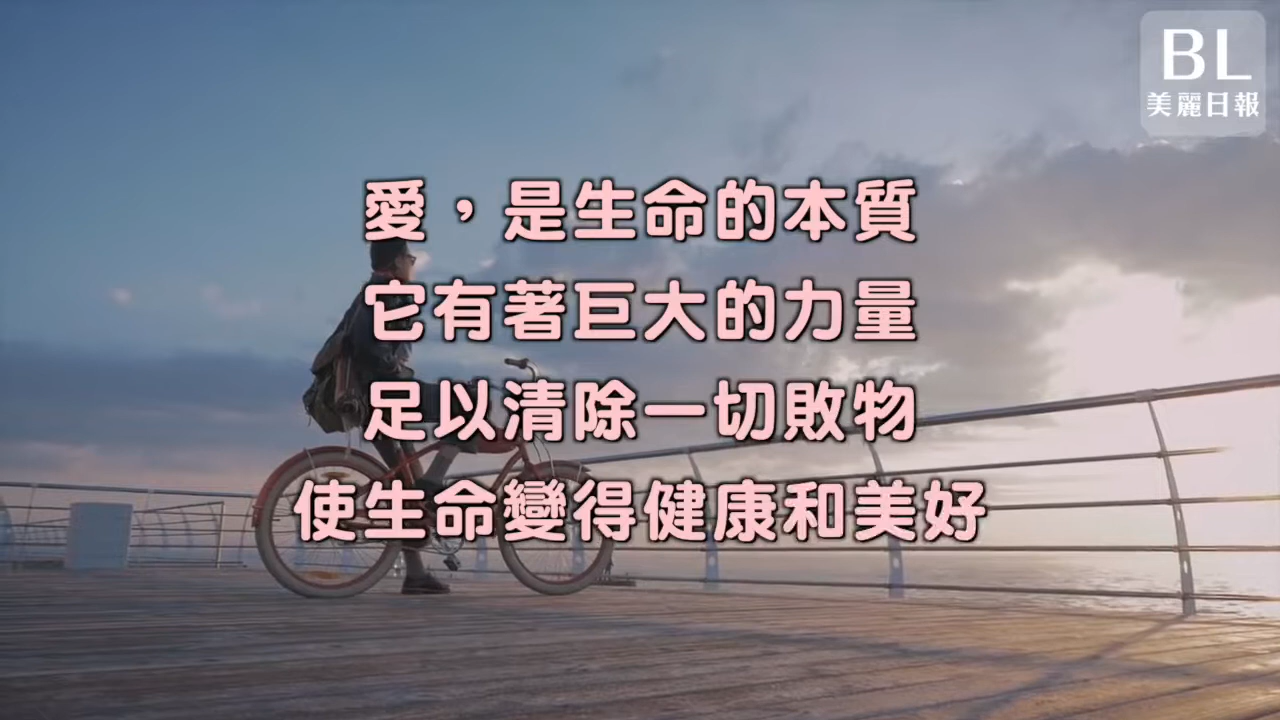 BL
美麗日報
愛，是生命的本質
它有著巨大的力量
足以清除一切敗物
使生命變得健康和美好